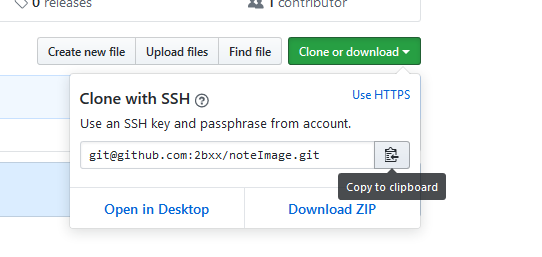 0 releases
1 contributor
Create new file Upload files Find file Clone or download
Clone with SSH ? Use HTTPS
Use an SSH key and passphrase from account.
git@github.com:2bxx/noteImage.git
Copy to clipboard
Open in Desktop Download ZIP